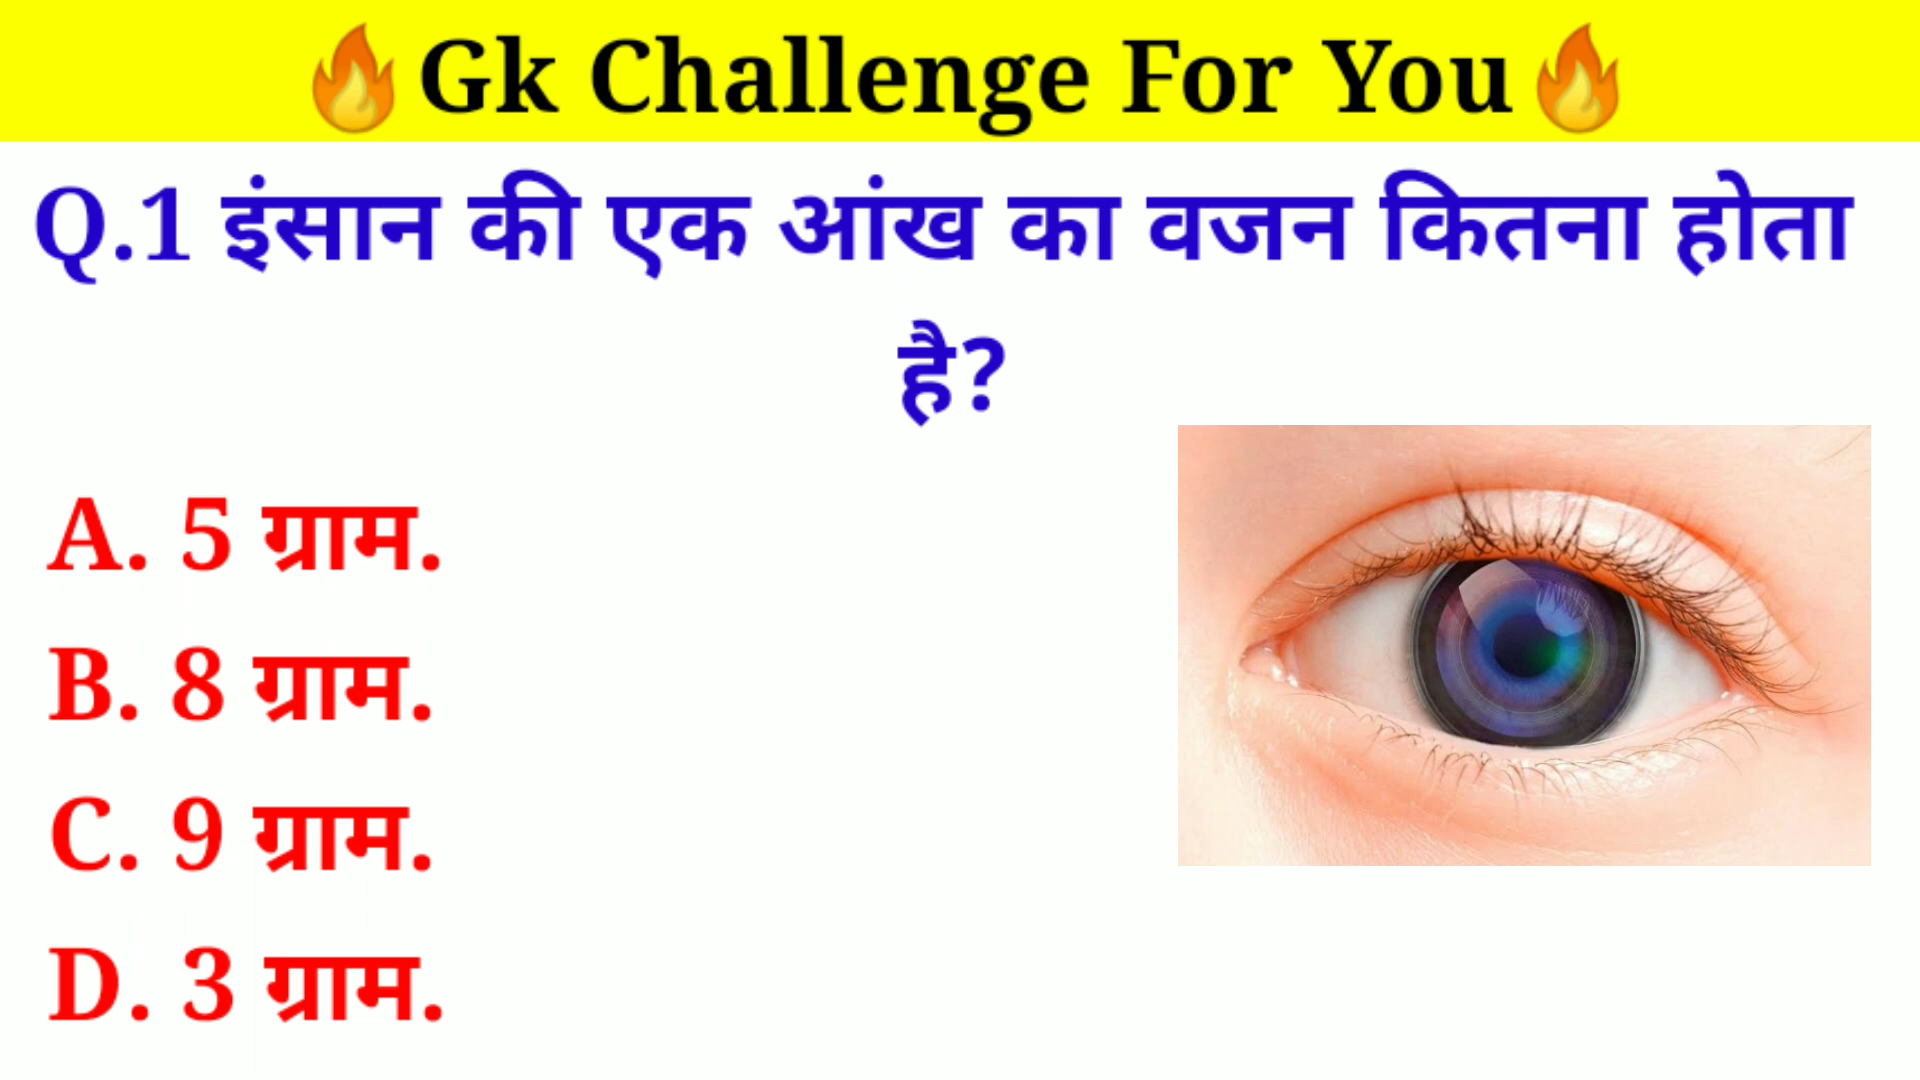 🔥Gk Challenge For You🔥
Q.1 इंसान की एक आंख का वजन कितना होता
है?
A. 5 ग्राम.
B. 8 ग्राम.
C. 9 ग्राम.
D. 3 ग्राम.